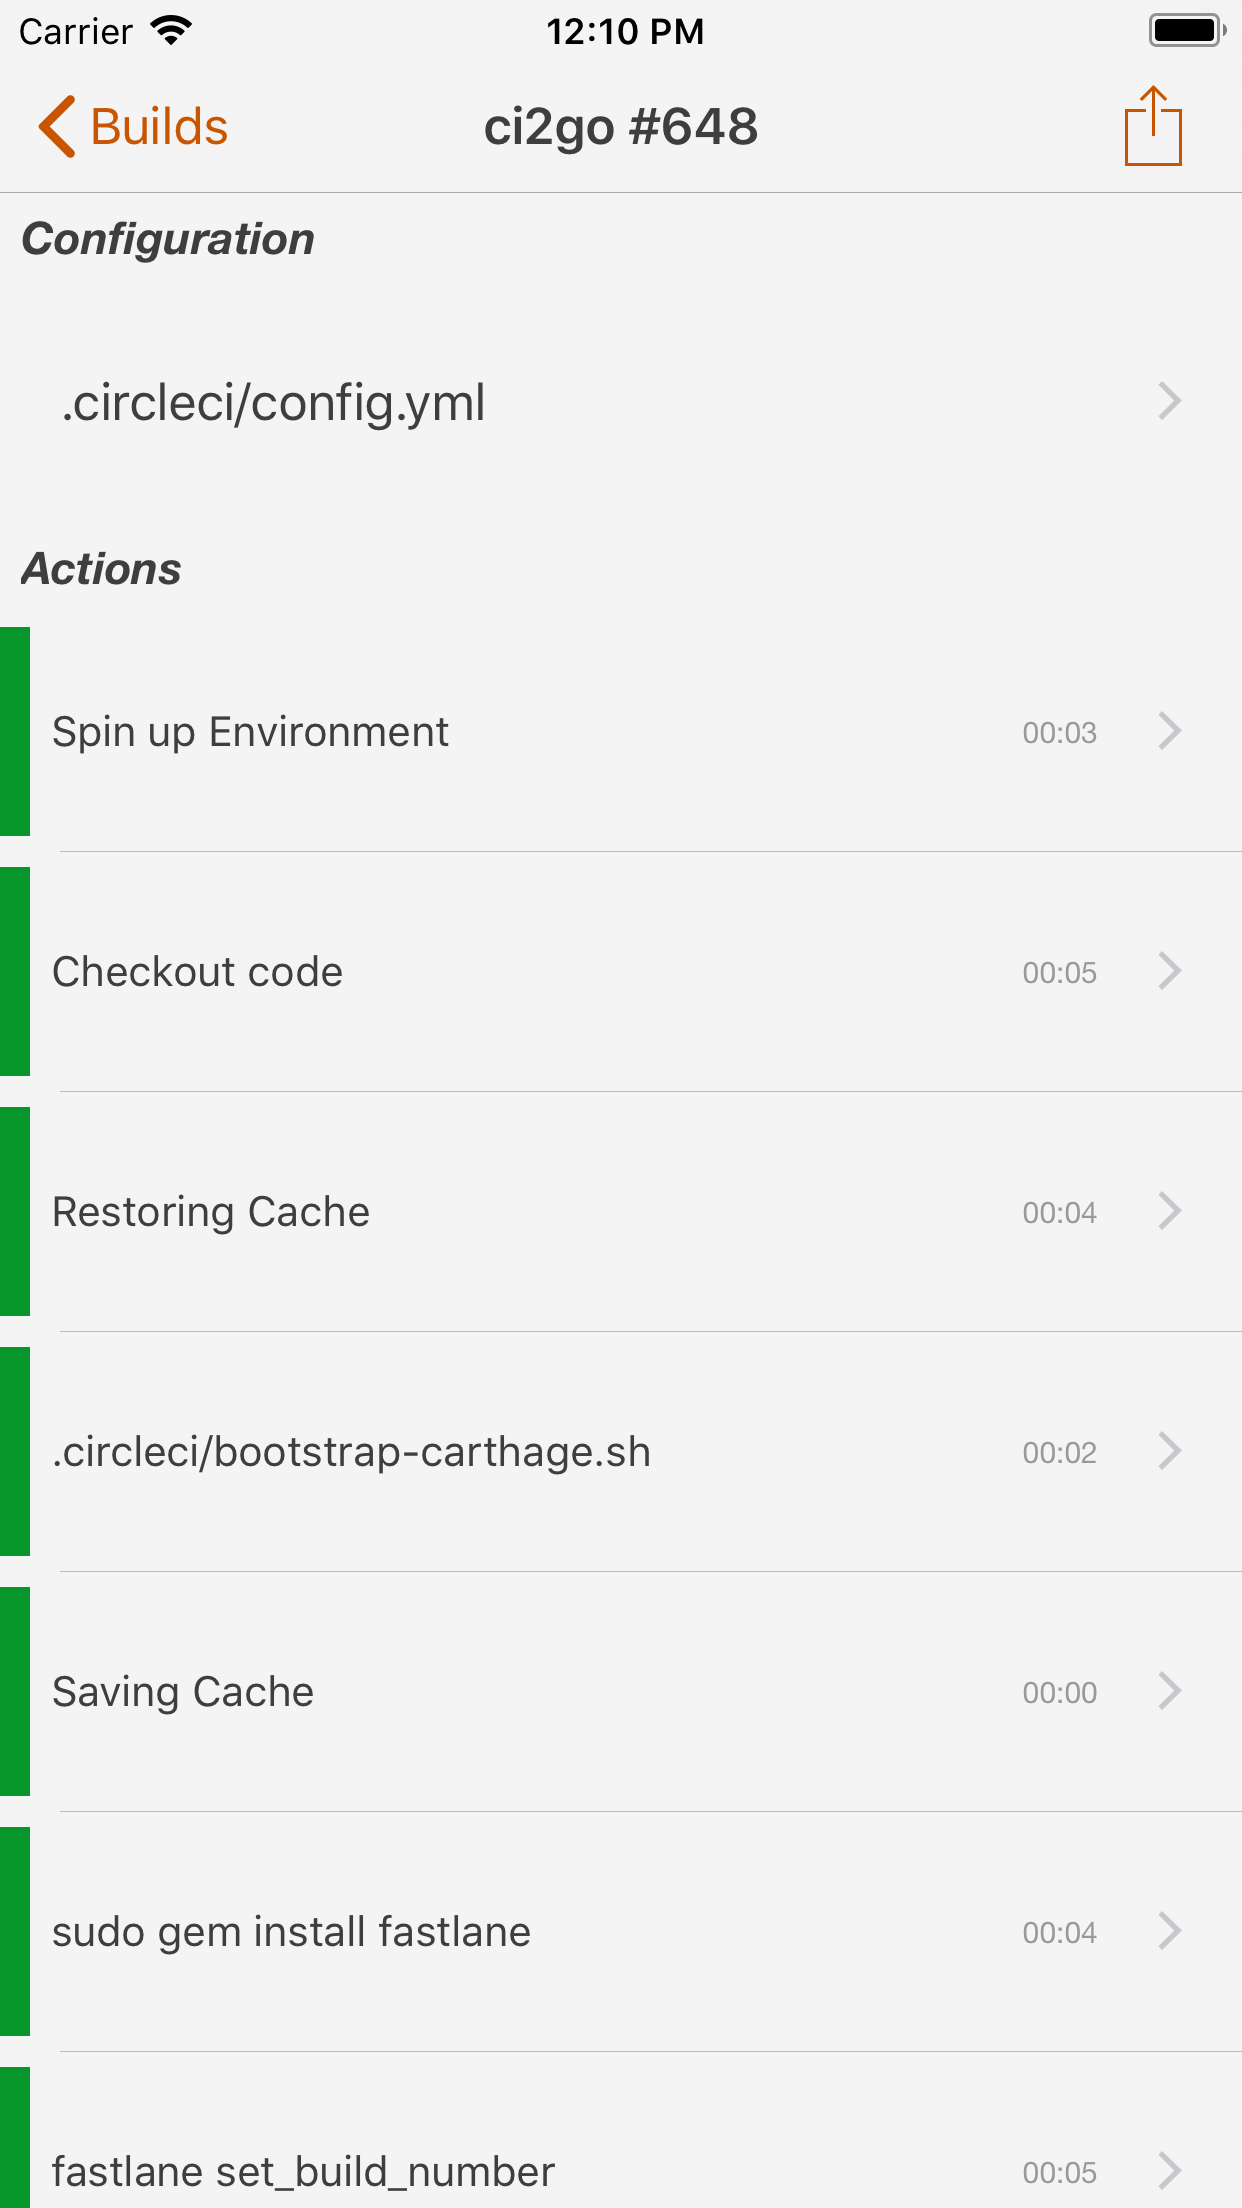 Carrier 12:10 PM
Builds ci2go #648
Configuration
.circleci/config.yml
Actions
Spin up Environment 00:03
Checkout code 00:05
Restoring Cache 00:04
.circleci/bootstrap-carthage.sh 00:02
Saving Cache 00:00
sudo gem install fastlane 00:04
fastlane set_build_number 00:05